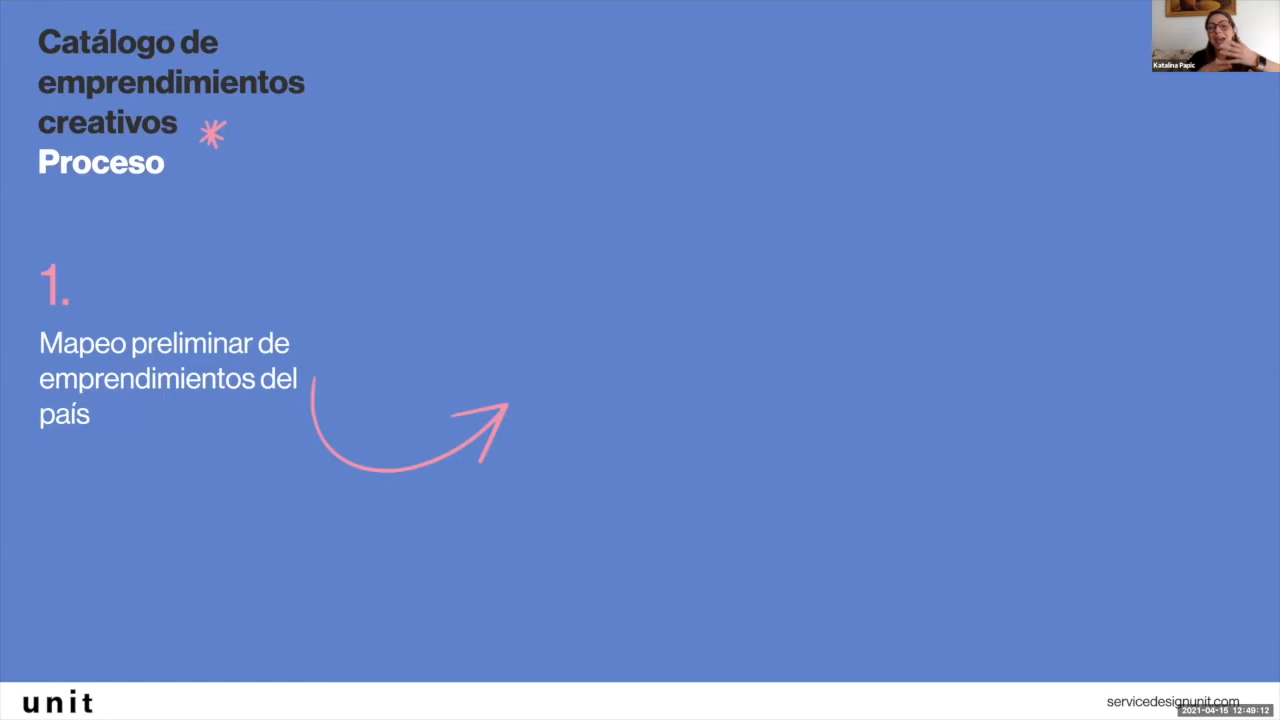 Catálogo de
emprendimientos
creativos
Proceso
1.
Mapeo preliminar de
emprendimientos del
país
Katalina Papic
unit
servicedesignunit.com
2021-04-15 12:49:12